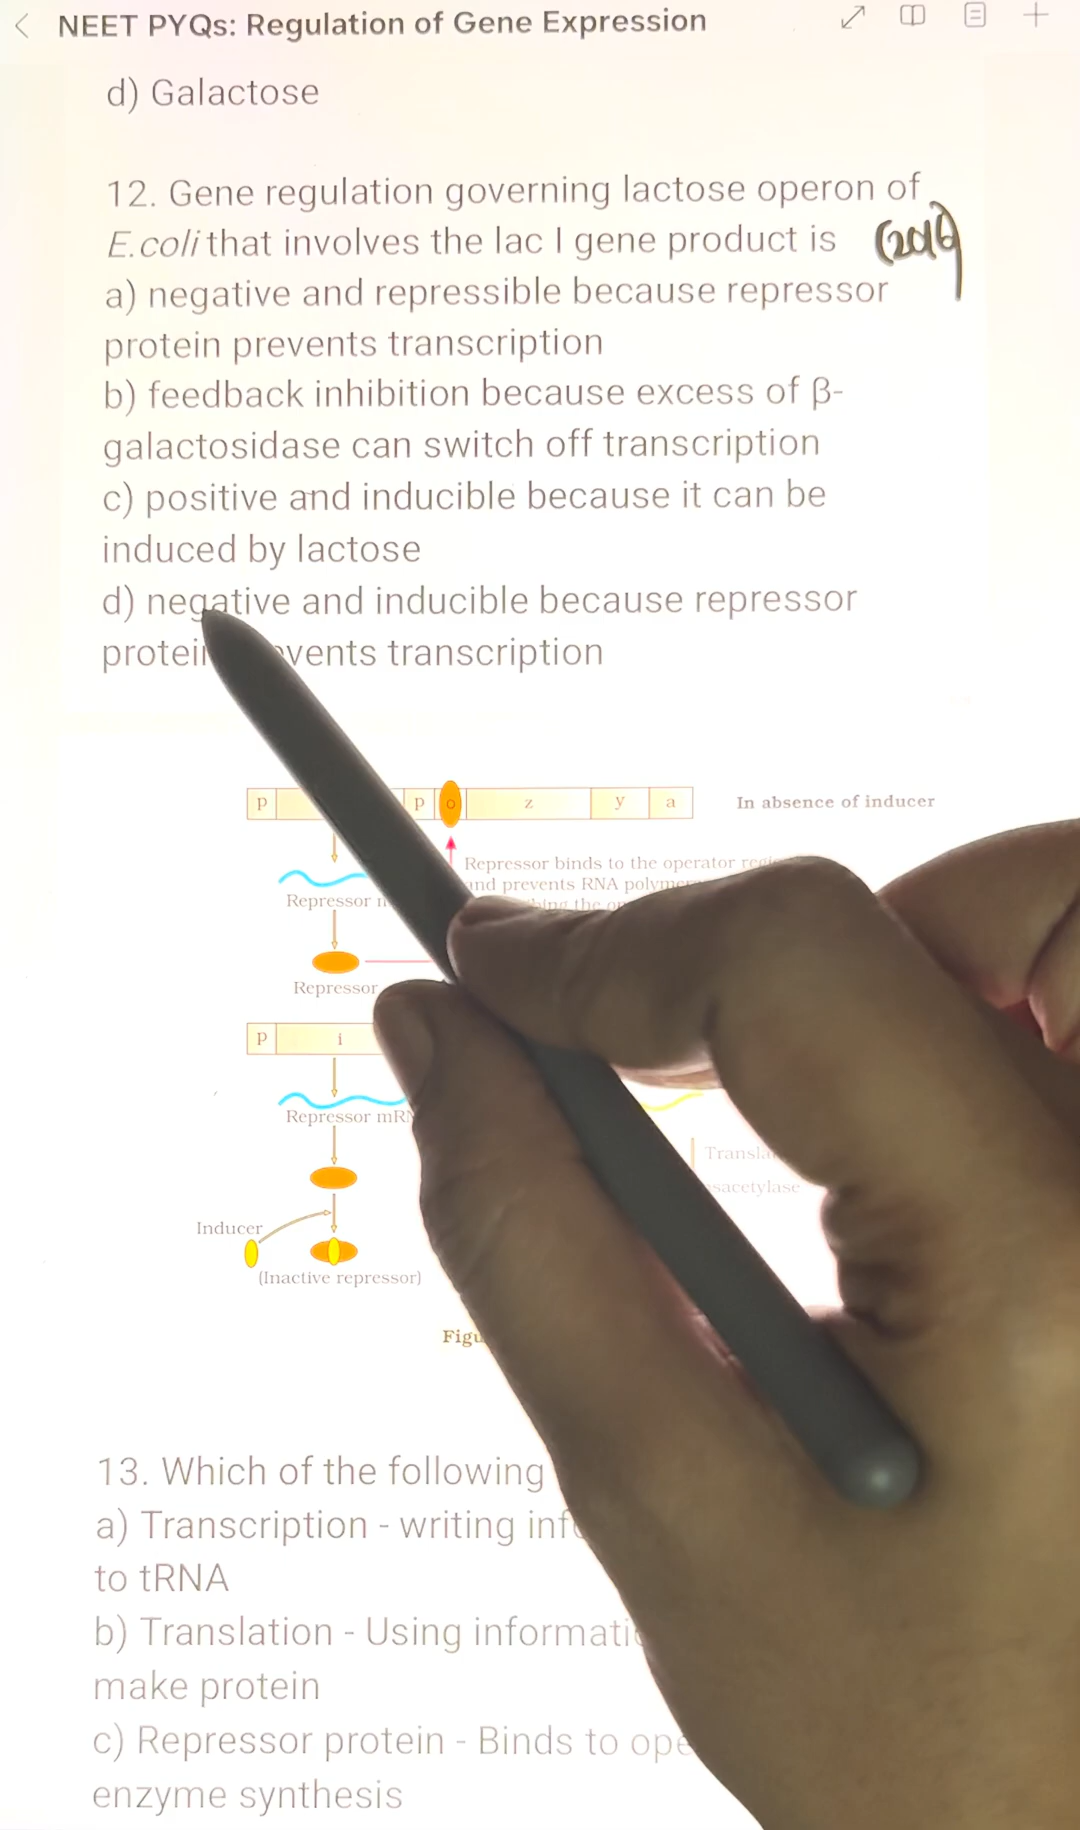 NEET PYQs: Regulation of Gene Expression
d) Galactose
12. Gene regulation governing lactose operon of
E.coli that involves the lac I gene product is (2016)
a) negative and repressible because repressor
protein prevents transcription
b) feedback inhibition because excess of β-
galactosidase can switch off transcription
c) positive and inducible because it can be
induced by lactose
d) negative and inducible because repressor
vents transcription
p p o z y a In absence of inducer
Repressor binds to the operator
and prevents RNA
Repressor
Repressor
p i
Repressor
Inducer
(Inactive repressor)
13. Which of the following
a) Transcription - writing
to tRNA
b) Translation - Using
make protein
c) Repressor protein - Binds to
enzyme synthesis